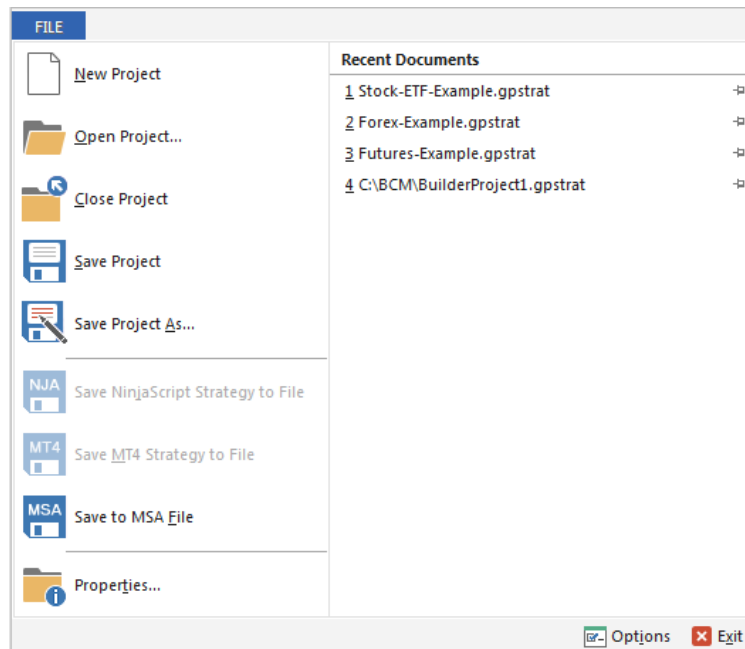 FILE
New Project
Open Project...
Close Project
Save Project
Save Project As...
NJA
Save NinjaScript Strategy to File
MT4
Save MT4 Strategy to File
MSA
Save to MSA File
Properties...
Recent Documents
1 Stock-ETF-Example.gpstrat
2 Forex-Example.gpstrat
3 Futures-Example.gpstrat
4 C:\BCM\BuilderProject1.gpstrat
Options
Exit